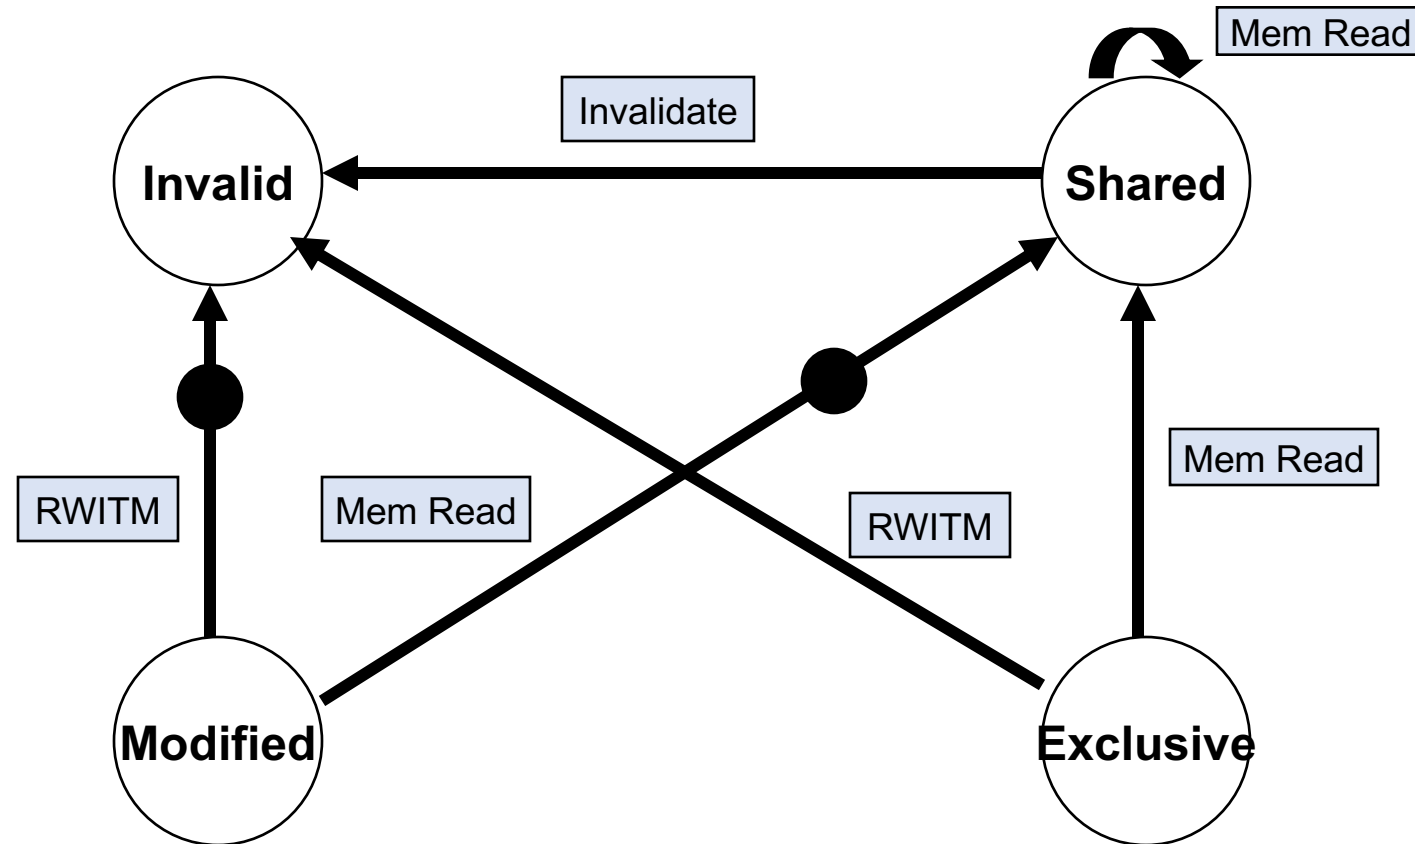 Mem Read
Invalidate
Invalid
Shared
Mem Read
RWITM
Mem Read
RWITM
Modified
Exclusive